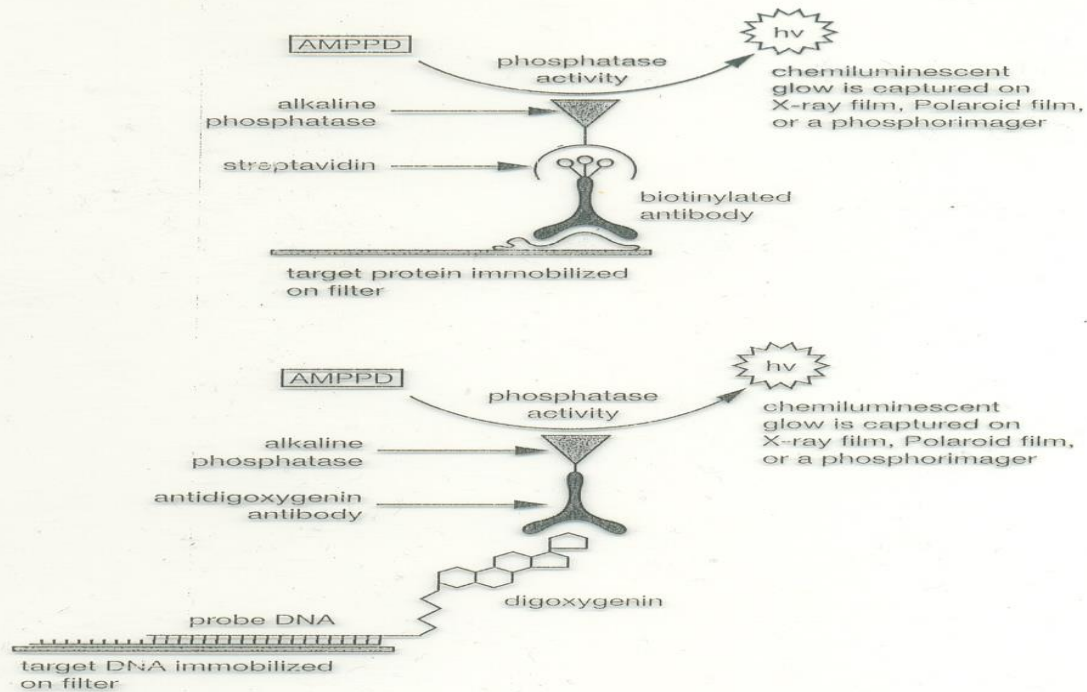 AMPPD
hν
phosphatase
activity
chemiluminescent
glow is captured on
X-ray film, Polaroid film,
or a phosphorimager
alkaline
phosphatase
streptavidin
biotinylated
antibody
target protein immobilized
on filter
AMPPD
hν
phosphatase
activity
chemiluminescent
glow is captured on
X-ray film, Polaroid film,
or a phosphorimager
alkaline
phosphatase
antidigoxygenin
antibody
digoxygenin
probe DNA
target DNA immobilized
on filter